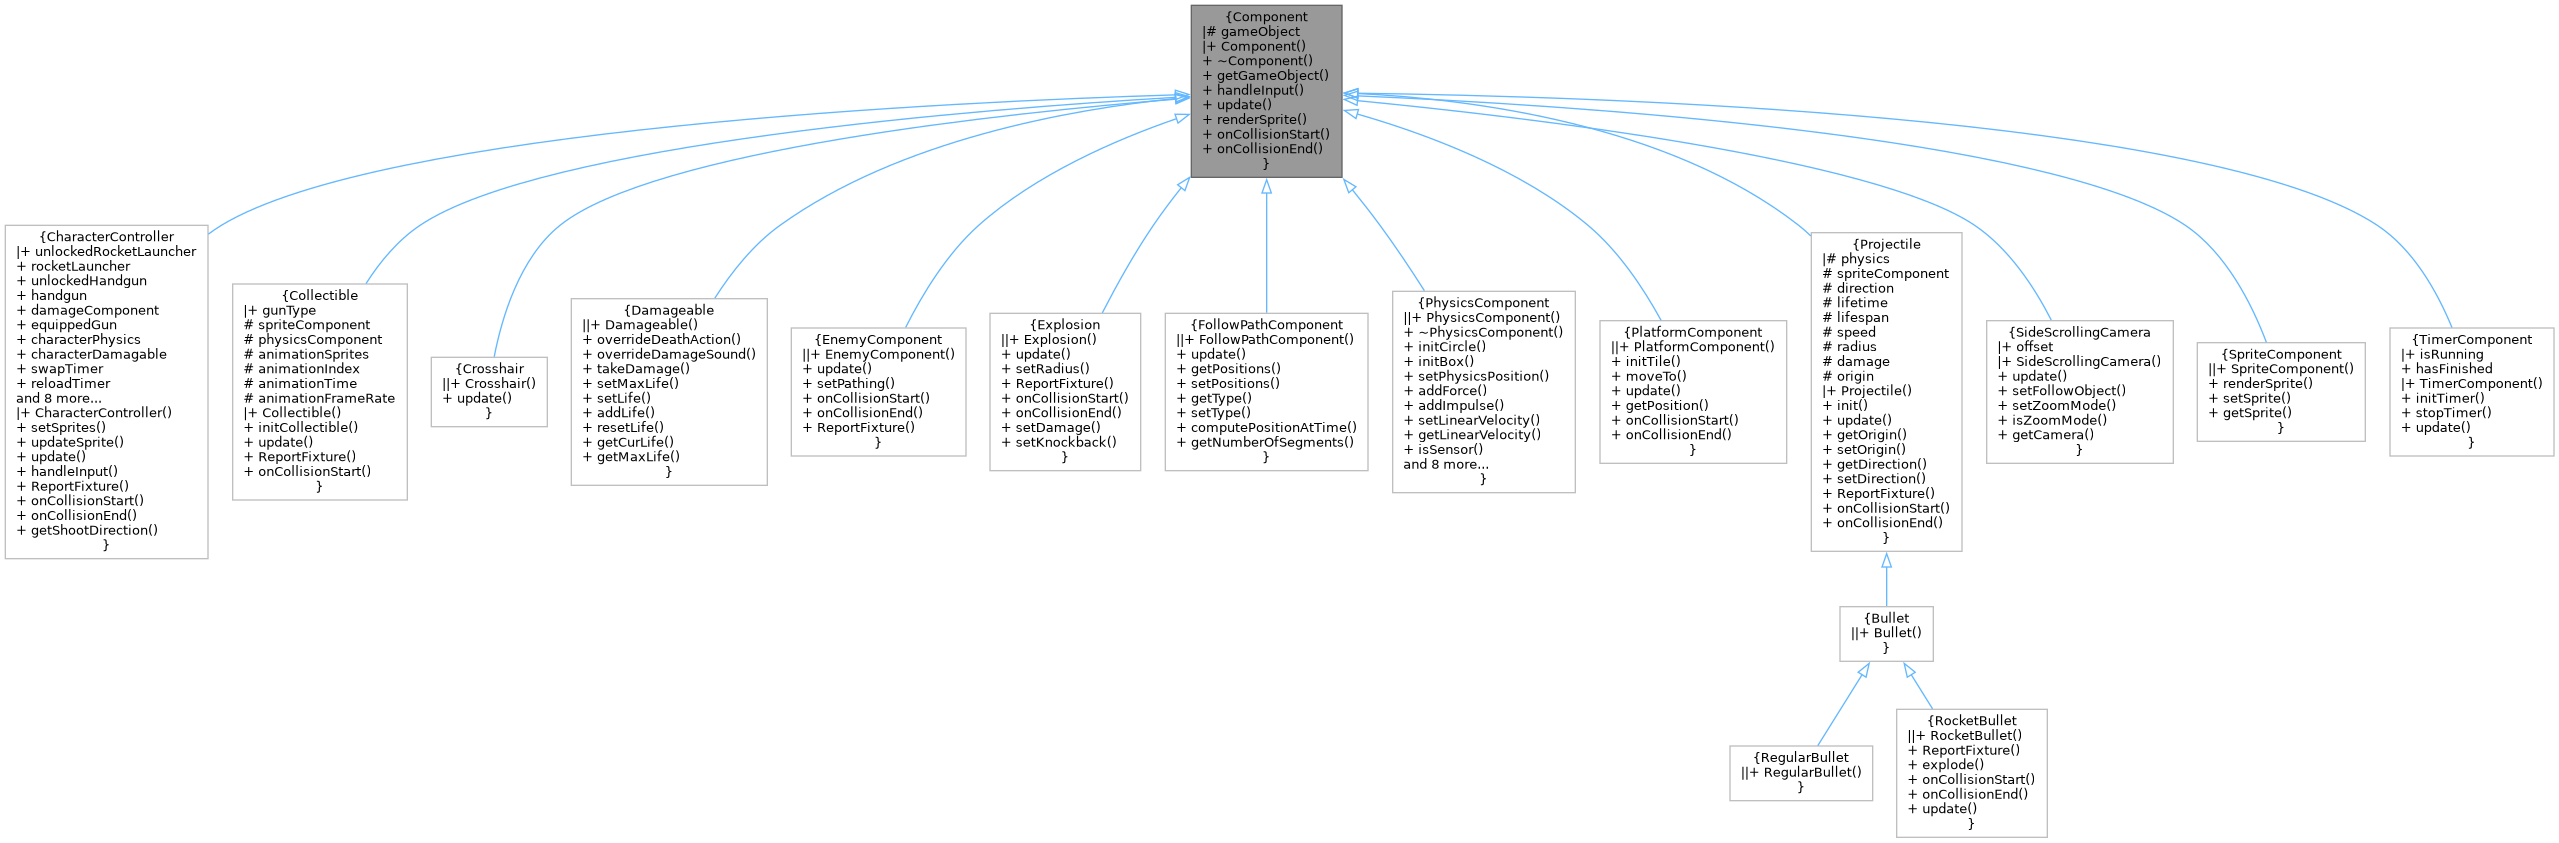 {Component
|# gameObject
|+ Component()
+ ~Component()
+ getGameObject()
+ handleInput()
+ update()
+ renderSprite()
+ onCollisionStart()
+ onCollisionEnd()
}
{CharacterController
|+ unlockedRocketLauncher
+ rocketLauncher
+ unlockedHandgun
+ handgun
+ damageComponent
+ equippedGun
+ characterPhysics
+ characterDamagable
+ swapTimer
+ reloadTimer
and 8 more...
|+ CharacterController()
+ setSprites()
+ updateSprite()
+ update()
+ handleInput()
+ ReportFixture()
+ onCollisionStart()
+ onCollisionEnd()
+ getShootDirection()
}
{Collectible
|+ gunType
# spriteComponent
# physicsComponent
# animationSprites
# animationIndex
# animationTime
# animationFrameRate
|+ Collectible()
+ initCollectible()
+ update()
+ ReportFixture()
+ onCollisionStart()
}
{Crosshair
||+ Crosshair()
+ update()
}
{Damageable
||+ Damageable()
+ overrideDeathAction()
+ overrideDamageSound()
+ takeDamage()
+ setMaxLife()
+ setLife()
+ addLife()
+ resetLife()
+ getCurLife()
+ getMaxLife()
}
{EnemyComponent
||+ EnemyComponent()
+ update()
+ setPathing()
+ onCollisionStart()
+ onCollisionEnd()
+ ReportFixture()
}
{Explosion
||+ Explosion()
+ update()
+ setRadius()
+ ReportFixture()
+ onCollisionStart()
+ onCollisionEnd()
+ setDamage()
+ setKnockback()
}
{FollowPathComponent
||+ FollowPathComponent()
+ update()
+ getPositions()
+ setPositions()
+ getType()
+ setType()
+ computePositionAtTime()
+ getNumberOfSegments()
}
{PhysicsComponent
||+ PhysicsComponent()
+ ~PhysicsComponent()
+ initCircle()
+ initBox()
+ setPhysicsPosition()
+ addForce()
+ addImpulse()
+ setLinearVelocity()
+ getLinearVelocity()
+ isSensor()
and 8 more...
}
{PlatformComponent
||+ PlatformComponent()
+ initTile()
+ moveTo()
+ update()
+ getPosition()
+ onCollisionStart()
+ onCollisionEnd()
}
{Projectile
|# physics
# spriteComponent
# direction
# lifetime
# lifespan
# speed
# radius
# damage
# origin
|+ Projectile()
+ init()
+ update()
+ getOrigin()
+ setOrigin()
+ getDirection()
+ setDirection()
+ ReportFixture()
+ onCollisionStart()
+ onCollisionEnd()
}
{SideScrollingCamera
|+ offset
|+ SideScrollingCamera()
+ update()
+ setFollowObject()
+ setZoomMode()
+ isZoomMode()
+ getCamera()
}
{SpriteComponent
||+ SpriteComponent()
+ renderSprite()
+ setSprite()
+ getSprite()
}
{TimerComponent
|+ isRunning
+ hasFinished
|+ TimerComponent()
+ initTimer()
+ stopTimer()
+ update()
}
{Bullet
||+ Bullet()
}
{RegularBullet
||+ RegularBullet()
}
{RocketBullet
||+ RocketBullet()
+ ReportFixture()
+ explode()
+ onCollisionStart()
+ onCollisionEnd()
+ update()
}